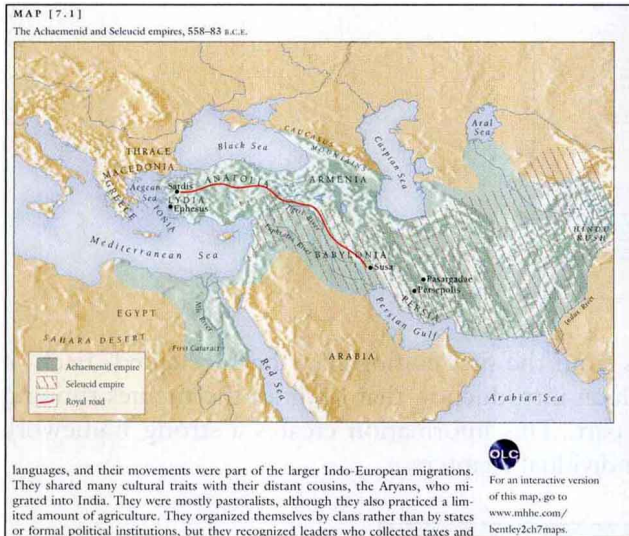 MAP [7.1]
The Achaemenid and Seleucid empires, 558–83 B.C.E.
Aral
Sea
CAUCASUS
MOUNTAINS
Caspian
Sea
Black Sea
THRACE
MACEDONIA
Aegean
Sea
GREECE
Sardis
LYDIA
Ephesus
IONIA
ANATOLIA
ARMENIA
Tigris River
Euphrates River
HINDU
KUSH
Mediterranean Sea
BABYLONIA
Susa
Pasargadae
Persepolis
PERSIA
Indus River
Persian Gulf
EGYPT
Nile River
SAHARA DESERT
First Cataract
ARABIA
Red
Sea
Arabian Sea
Achaemenid empire
Seleucid empire
Royal road
languages, and their movements were part of the larger Indo-European migrations.
They shared many cultural traits with their distant cousins, the Aryans, who mi-
grated into India. They were mostly pastoralists, although they also practiced a lim-
ited amount of agriculture. They organized themselves by clans rather than by states
or formal political institutions, but they recognized leaders who collected taxes and
OLC
For an interactive version
of this map, go to
www.mhhe.com/
bentley2ch7maps.